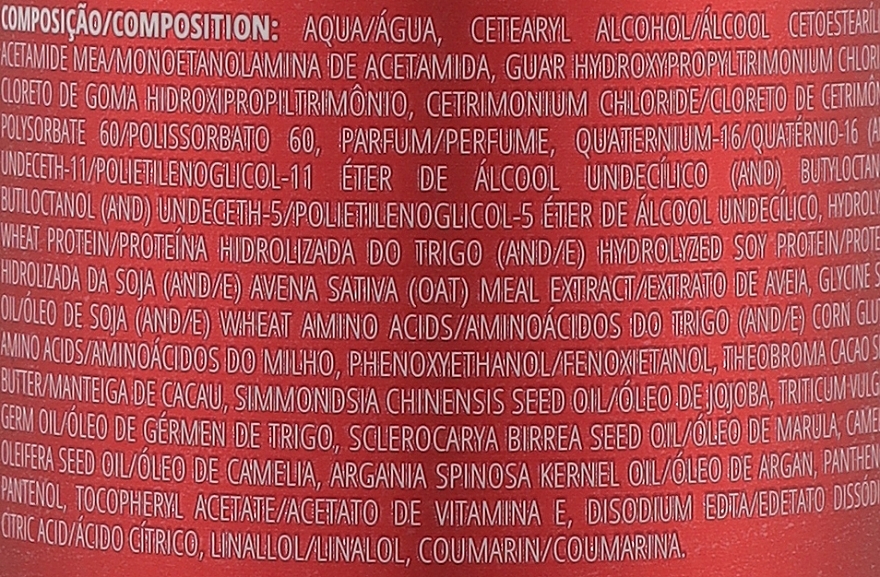 COMPOSIÇÃO/COMPOSITION: AQUA/ÁGUA, CETEARYL ALCOHOL/ÁLCOOL CETOESTEARIL
ACETAMIDE MEA/MONOETANOLAMINA DE ACETAMIDA, GUAR HYDROXYPROPYLTRIMONIUM CHLORI
CLORETO DE GOMA HIDROXIPROPILTRIMÔNIO, CETRIMONIUM CHLORIDE/CLORETO DE CETRIMÔN
POLYSORBATE 60/POLISSORBATO 60, PARFUM/PERFUME, QUATERNIUM-16/QUATÉRNIO-16 (A
UNDECETH-11/POLIETILENOGLICOL-11 ÉTER DE ÁLCOOL UNDECÍLICO (AND) BUTYLOCTAN
BUTILOCTANOL (AND) UNDECETH-5/POLIETILENOGLICOL-5 ÉTER DE ÁLCOOL UNDECÍLICO, HYDROL
WHEAT PROTEIN/PROTEÍNA HIDROLIZADA DO TRIGO (AND/E) HYDROLYZED SOY PROTEIN/PROTE
HIDROLIZADA DA SOJA (AND/E) AVENA SATIVA (OAT) MEAL EXTRACT/EXTRATO DE AVEIA, GLYCINE S
OIL/ÓLEO DE SOJA (AND/E) WHEAT AMINO ACIDS/AMINOÁCIDOS DO TRIGO (AND/E) CORN GLU
AMINO ACIDS/AMINOÁCIDOS DO MILHO, PHENOXYETHANOL/FENOXIETANOL, THEOBROMA CACAO S
BUTTER/MANTEIGA DE CACAU, SIMMONDSIA CHINENSIS SEED OIL/ÓLEO DE JOJOBA, TRITICUM VULG
GERM OIL/ÓLEO DE GÉRMEN DE TRIGO, SCLEROCARYA BIRREA SEED OIL/ÓLEO DE MARULA, CAMEL
OLEIFERA SEED OIL/ÓLEO DE CAMELIA, ARGANIA SPINOSA KERNEL OIL/ÓLEO DE ARGAN, PANTHEN
PANTENOL, TOCOPHERYL ACETATE/ACETATO DE VITAMINA E, DISODIUM EDTA/EDETATO DISSÓD
CITRIC ACID/ÁCIDO CÍTRICO, LINALLOL/LINALOL, COUMARIN/COUMARINA.